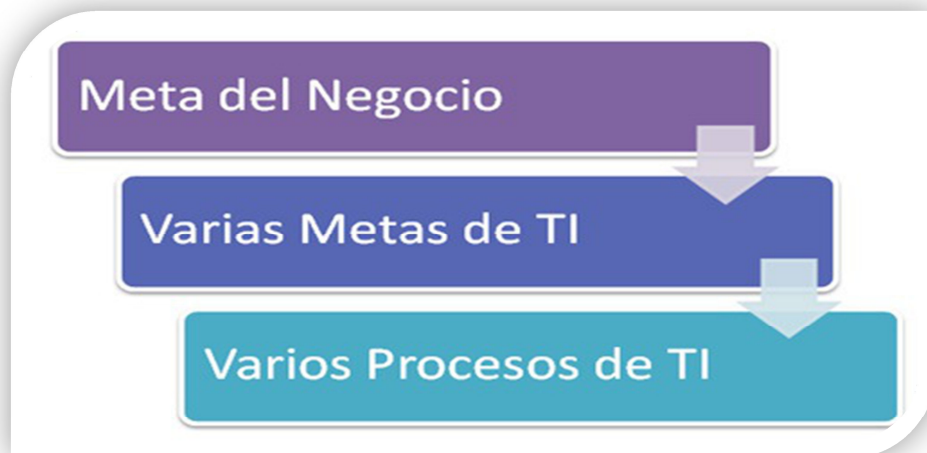 Meta del Negocio
Varias Metas de TI
Varios Procesos de TI